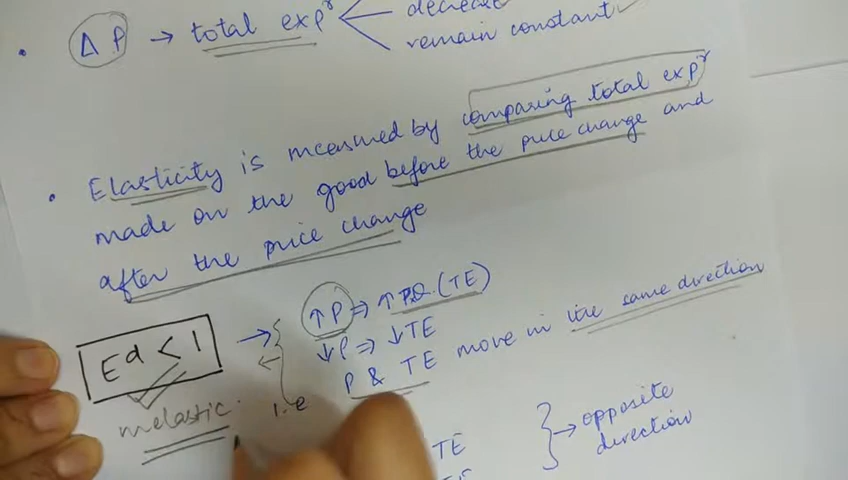 • ΔP → total expr decrease
remain constant
• Elasticity is measured by comparing total expr
made on the good before the price change and
after the price change
Ed < 1 → ↑P ⇒ ↑P.Q (TE)
↓P ⇒ ↓TE
inelastic. i.e P & TE move in the same direction
TE → opposite
direction